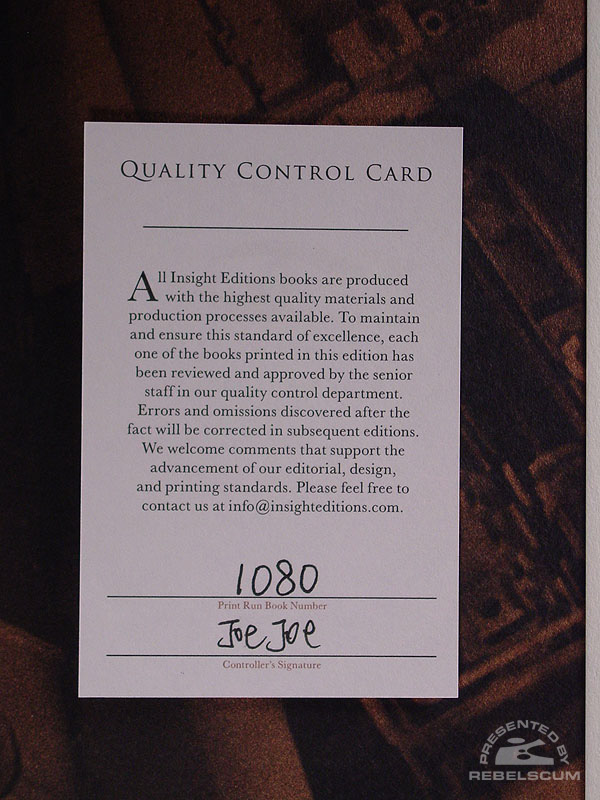 QUALITY CONTROL CARD
All Insight Editions books are produced
with the highest quality materials and
production processes available. To maintain
and ensure this standard of excellence, each
one of the books printed in this edition has
been reviewed and approved by the senior
staff in our quality control department.
Errors and omissions discovered after the
fact will be corrected in subsequent editions.
We welcome comments that support the
advancement of our editorial, design,
and printing standards. Please feel free to
contact us at info@insighteditions.com.
1080
Print Run Book Number
Joe Joe
Controller's Signature
PRESENTED BY
REBELSCUM